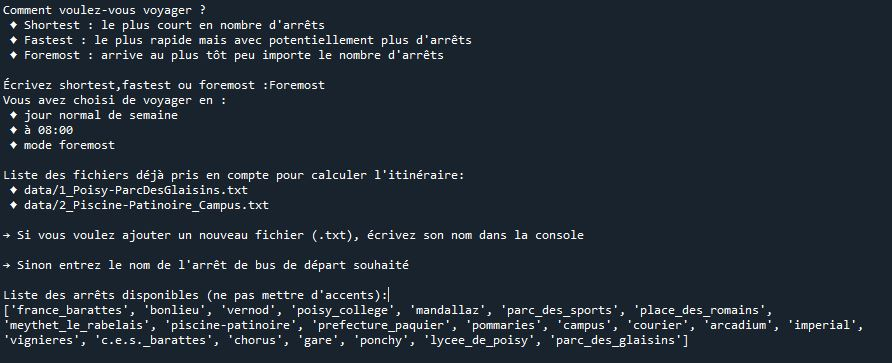 Comment voulez-vous voyager ?
♦ Shortest : le plus court en nombre d'arrêts
♦ Fastest : le plus rapide mais avec potentiellement plus d'arrêts
♦ Foremost : arrive au plus tôt peu importe le nombre d'arrêts
Écrivez shortest,fastest ou foremost :Foremost
Vous avez choisi de voyager en :
♦ jour normal de semaine
♦ à 08:00
♦ mode foremost
Liste des fichiers déjà pris en compte pour calculer l'itinéraire:
♦ data/1_Poisy-ParcDesGlaisins.txt
♦ data/2_Piscine-Patinoire_Campus.txt
→ Si vous voulez ajouter un nouveau fichier (.txt), écrivez son nom dans la console
→ Sinon entrez le nom de l'arrêt de bus de départ souhaité
Liste des arrêts disponibles (ne pas mettre d'accents):
['france_barattes', 'bonlieu', 'vernod', 'poisy_college', 'mandallaz', 'parc_des_sports', 'place_des_romains',
'meythet_le_rabelais', 'piscine-patinoire', 'prefecture_paquier', 'pommaries', 'campus', 'courier', 'arcadium', 'imperial',
'vignieres', 'c.e.s._barattes', 'chorus', 'gare', 'ponchy', 'lycee_de_poisy', 'parc_des_glaisins']